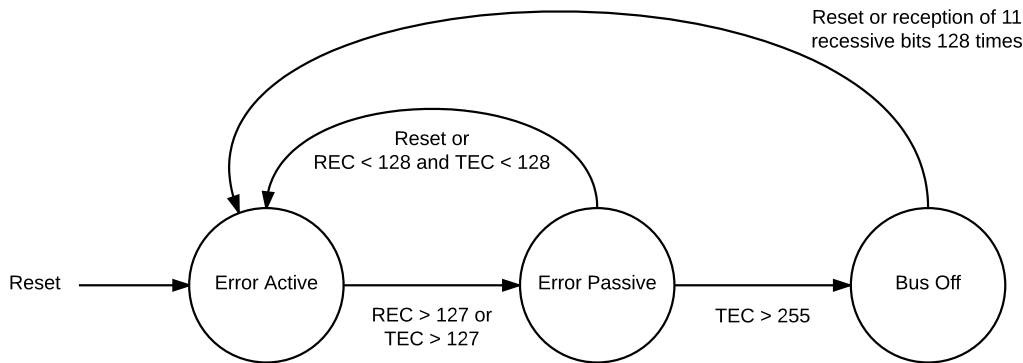 Reset or reception of 11
recessive bits 128 times
Reset or
REC < 128 and TEC < 128
Reset
Error Active
Error Passive
Bus Off
REC > 127 or
TEC > 127
TEC > 255